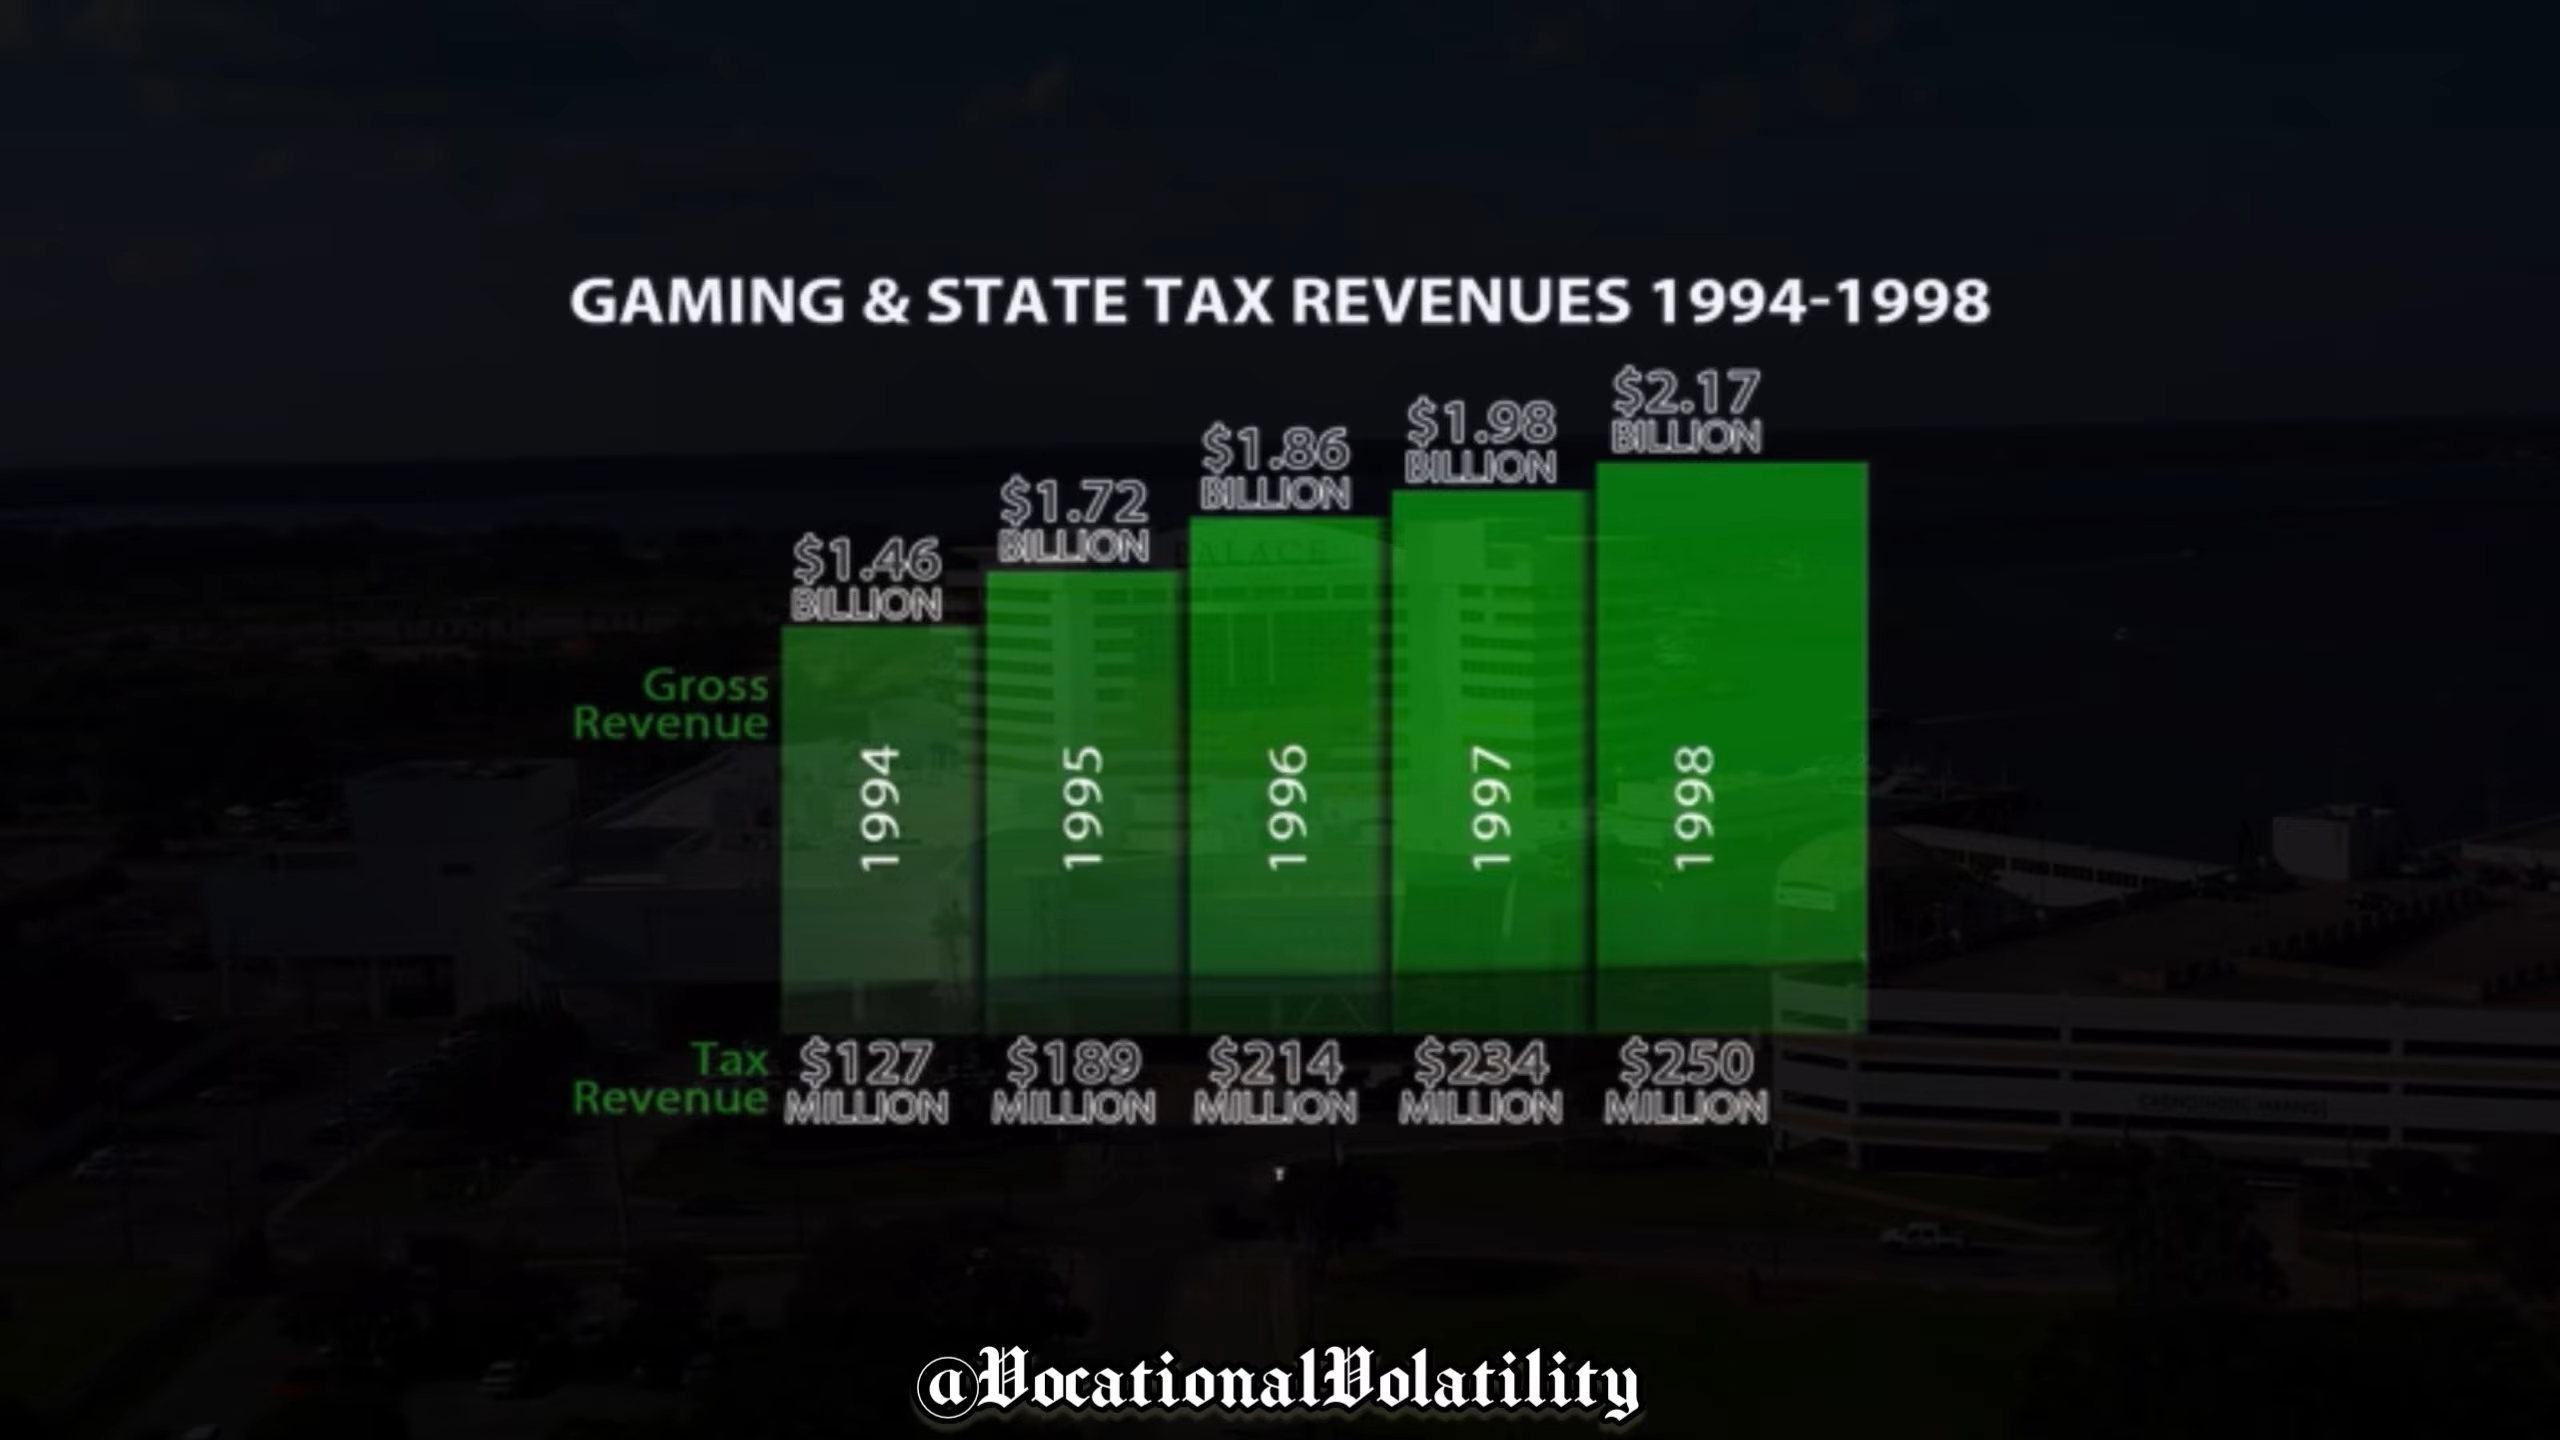 GAMING & STATE TAX REVENUES 1994-1998
$2.17
BILLION
$1.98
BILLION
$1.86
BILLION
$1.72
BILLION
$1.46
BILLION
PALACE
Gross
Revenue
1994
1995
1996
1997
1998
Tax
Revenue
$127
MILLION
$189
MILLION
$214
MILLION
$234
MILLION
$250
MILLION
@VocationalVolatility